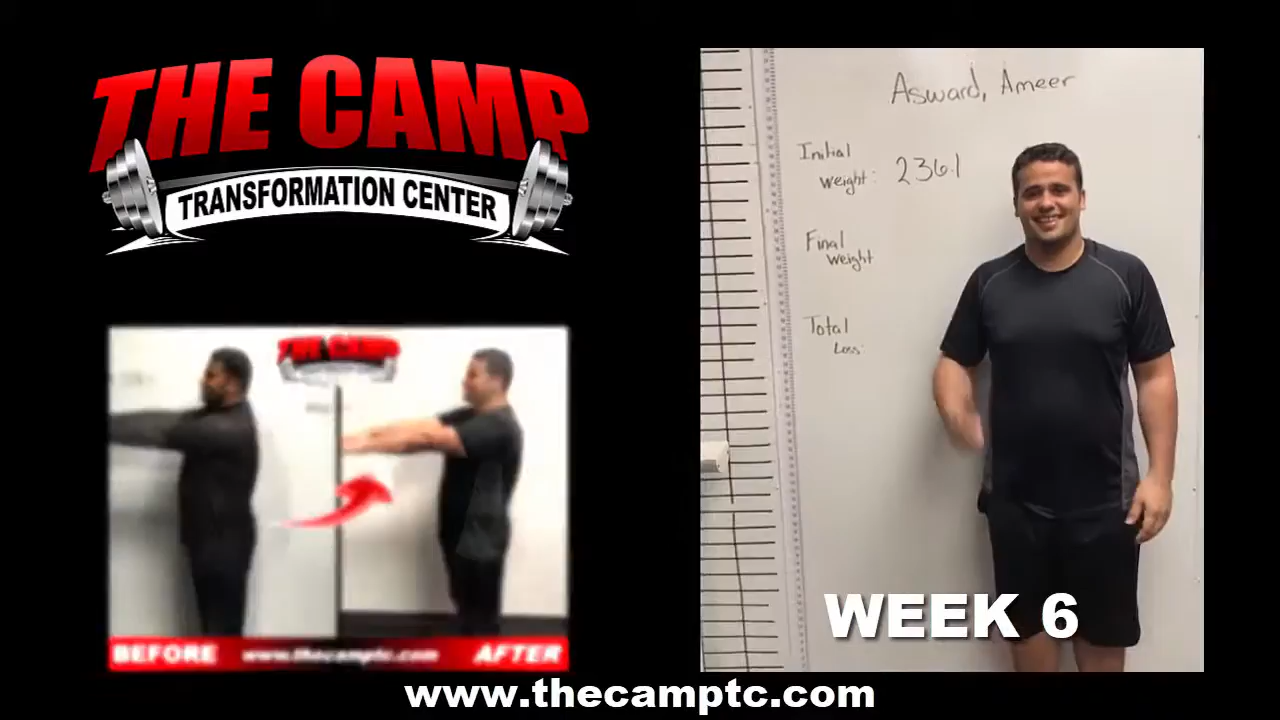 THE CAMP
TRANSFORMATION CENTER
Asward, Ameer
Initial
Weight: 236.1
Final
Weight
Total
Loss:
THE CAMP
BEFORE www.thecamptc.com AFTER
WEEK 6
www.thecamptc.com